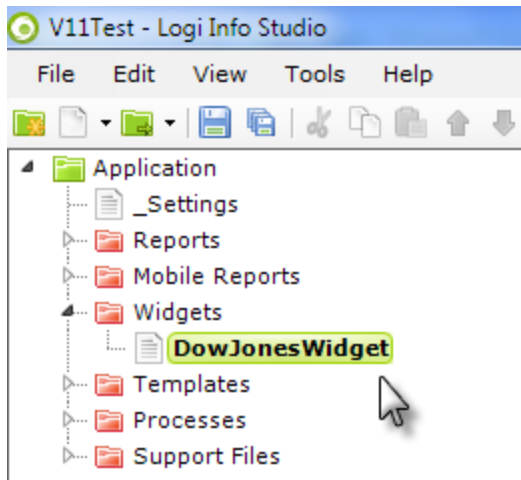 V11Test - Logi Info Studio
File Edit View Tools Help
Application
_Settings
Reports
Mobile Reports
Widgets
DowJonesWidget
Templates
Processes
Support Files